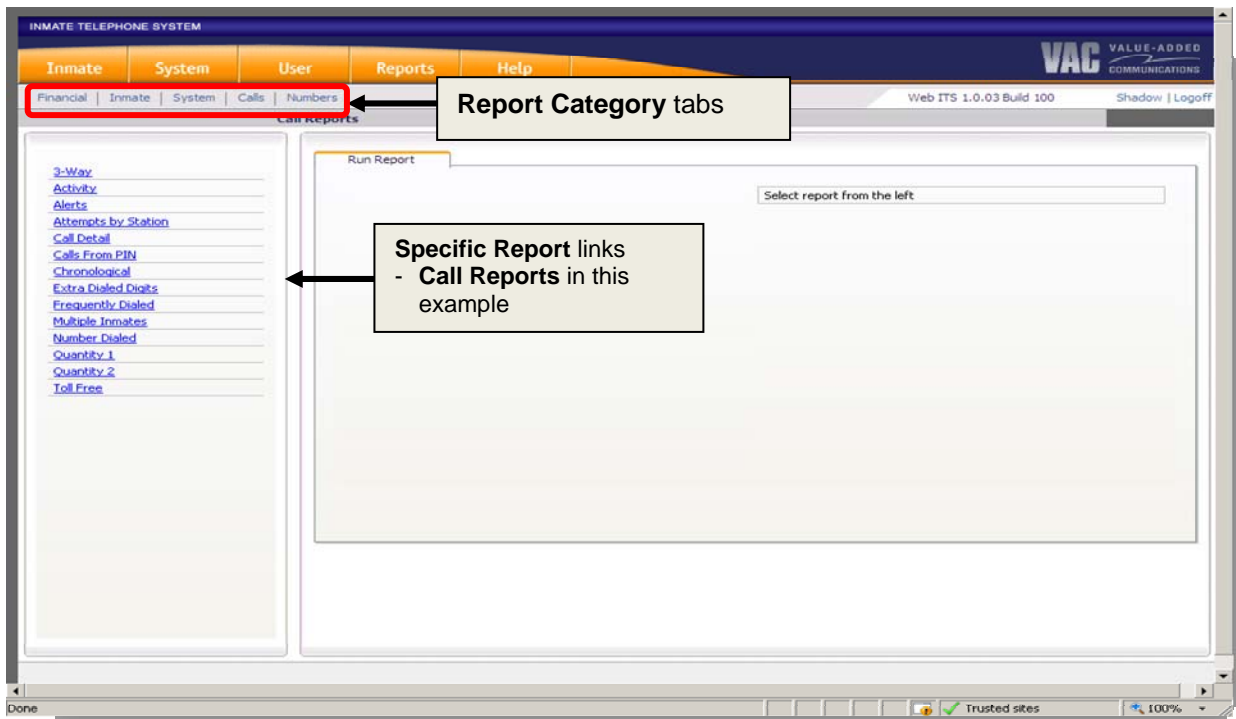 INMATE TELEPHONE SYSTEM
Inmate System User Reports Help
VAC VALUE-ADDED
COMMUNICATIONS
Financial | Inmate | System | Calls | Numbers
Report Category tabs
Web ITS 1.0.03 Build 100
Shadow | Logoff
Call Reports
3-Way
Activity
Alerts
Attempts by Station
Call Detail
Calls From PIN
Chronological
Extra Dialed Digits
Frequently Dialed
Multiple Inmates
Number Dialed
Quantity 1
Quantity 2
Toll Free
Run Report
Select report from the left
Specific Report links
- Call Reports in this
example
Done
Trusted sites
100%